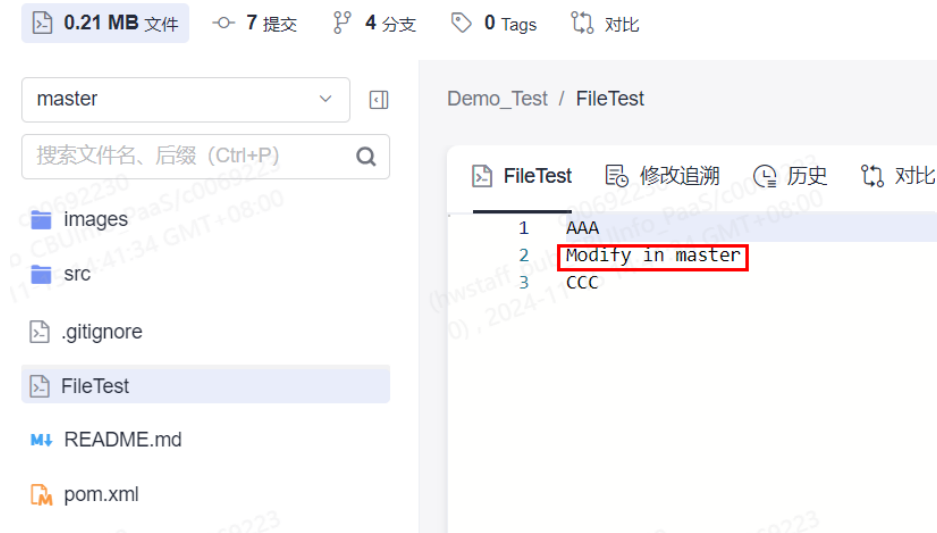 0.21 MB 文件 7 提交 4 分支 0 Tags 对比
master
搜索文件名、后缀（Ctrl+P）
images
src
.gitignore
FileTest
README.md
pom.xml
Demo_Test / FileTest
FileTest 修改追溯 历史 对比
1 AAA
2 Modify in master
3 CCC